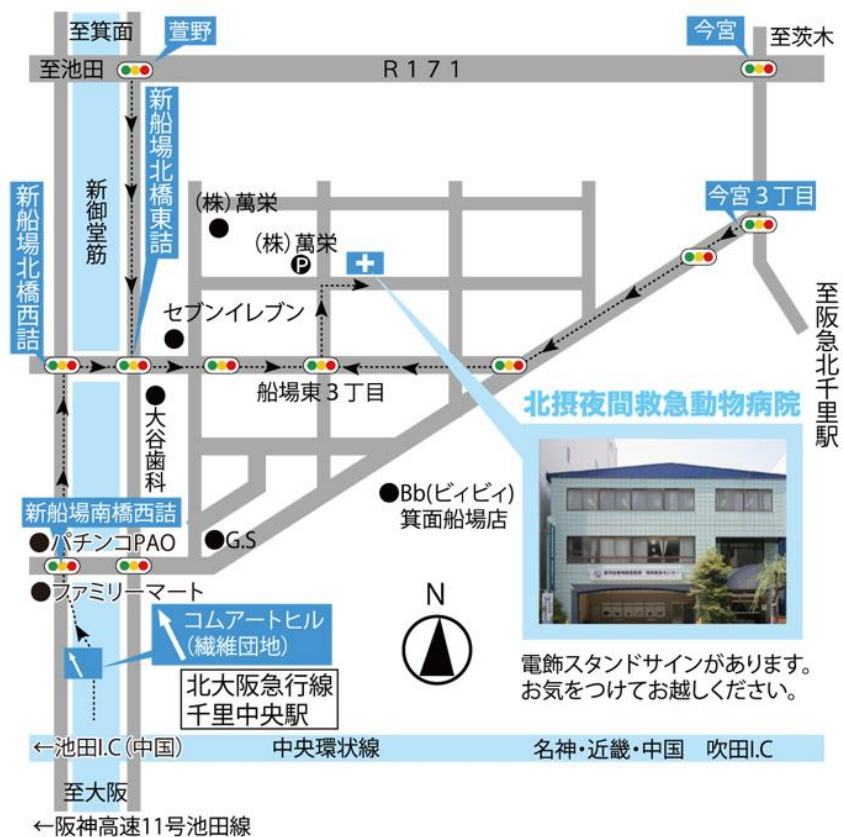 至箕面
萱野
今宮
至茨木
至池田
R171
新船場北橋東詰
新御堂筋
新船場北橋西詰
(株)萬栄
(株)萬栄
P
今宮3丁目
至阪急北千里駅
セブンイレブン
船場東3丁目
大谷歯科
北摂夜間救急動物病院
Bb(ビィビィ)
箕面船場店
新船場南橋西詰
パチンコPAO
G.S
ファミリーマート
コムアートヒル
(繊維団地)
N
北大阪急行線
千里中央駅
電飾スタンドサインがあります。
お気をつけてお越しください。
←池田I.C(中国)
中央環状線
名神・近畿・中国 吹田I.C
至大阪
←阪神高速11号池田線